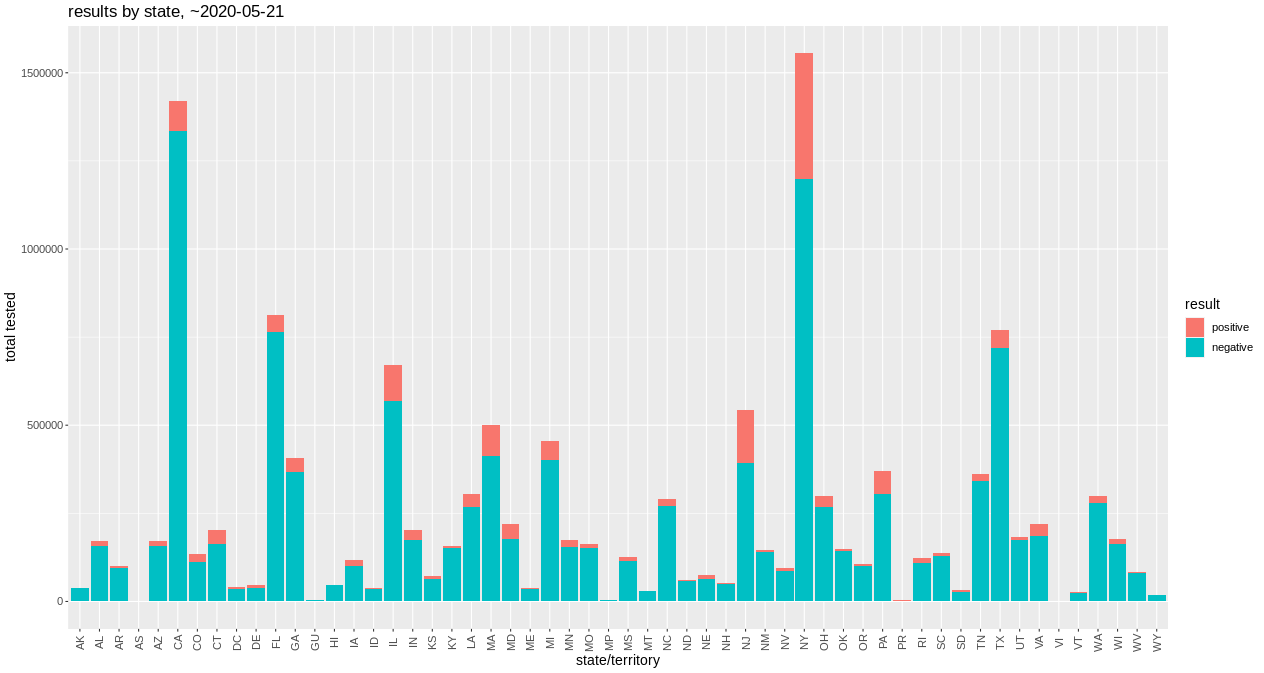 results by state, ~2020-05-21
total tested
1500000
1000000
500000
0
AK AL AR AS AZ CA CO CT DC DE FL GA GU HI IA ID IL IN KS KY LA MA MD ME MI MN MO MP MS MT NC ND NE NH NJ NM NV NY OH OK OR PA PR RI SC SD TN TX UT VA VI VT WA WI WV WY
state/territory
result
positive
negative